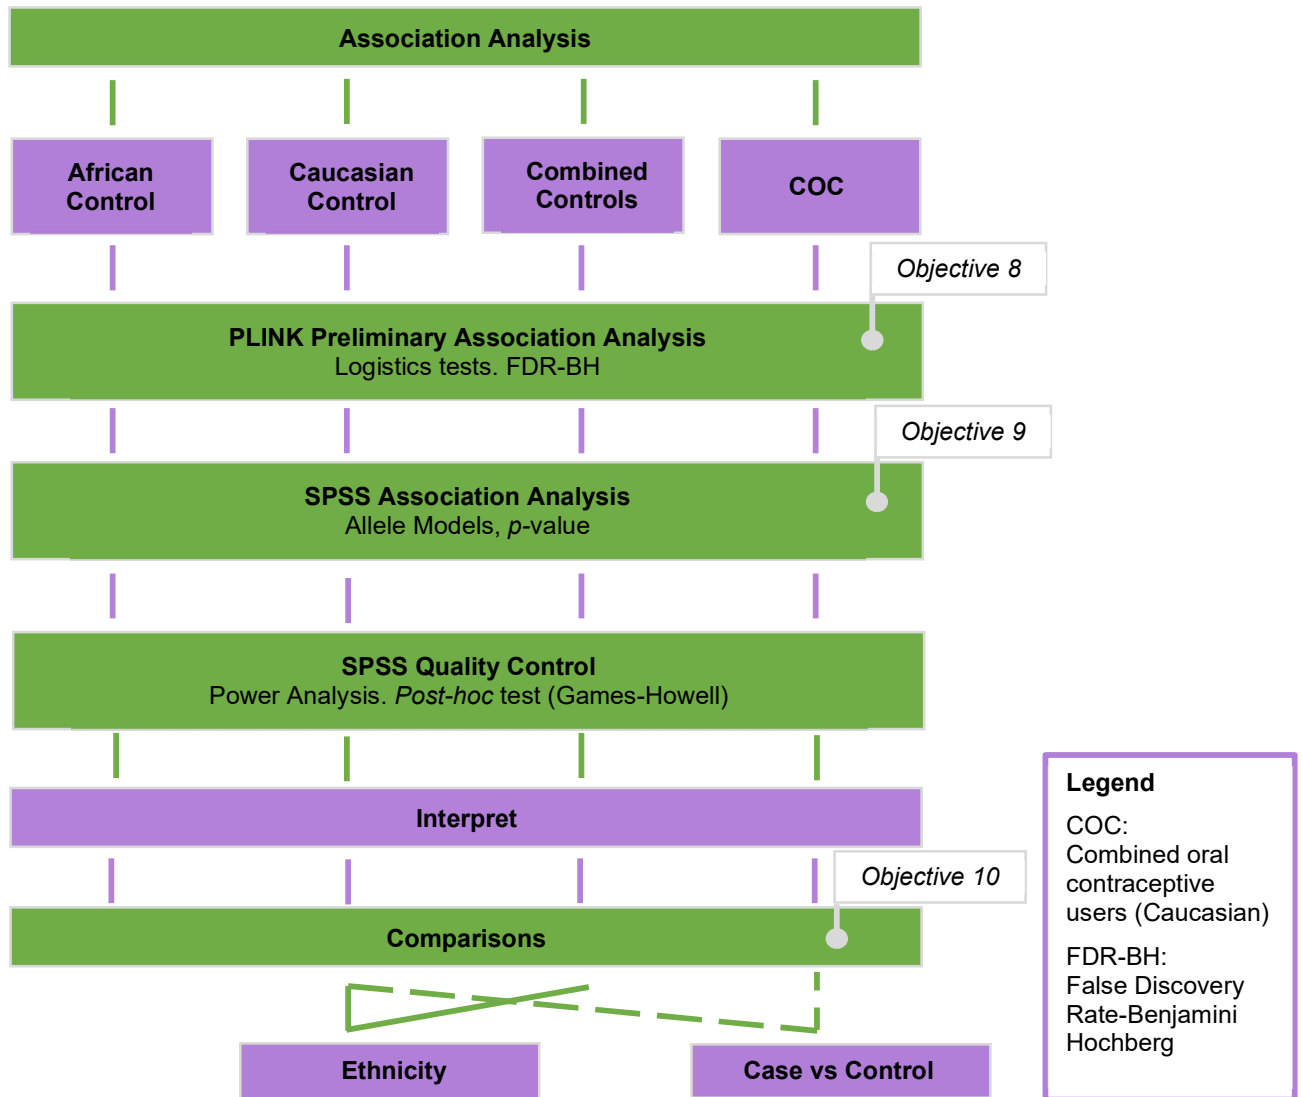 Association Analysis
African
Control
Caucasian
Control
Combined
Controls
COC
Objective 8
PLINK Preliminary Association Analysis
Logistics tests. FDR-BH
Objective 9
SPSS Association Analysis
Allele Models, p-value
SPSS Quality Control
Power Analysis. Post-hoc test (Games-Howell)
Interpret
Objective 10
Comparisons
Ethnicity
Case vs Control
Legend
COC:
Combined oral
contraceptive
users (Caucasian)
FDR-BH:
False Discovery
Rate-Benjamini
Hochberg